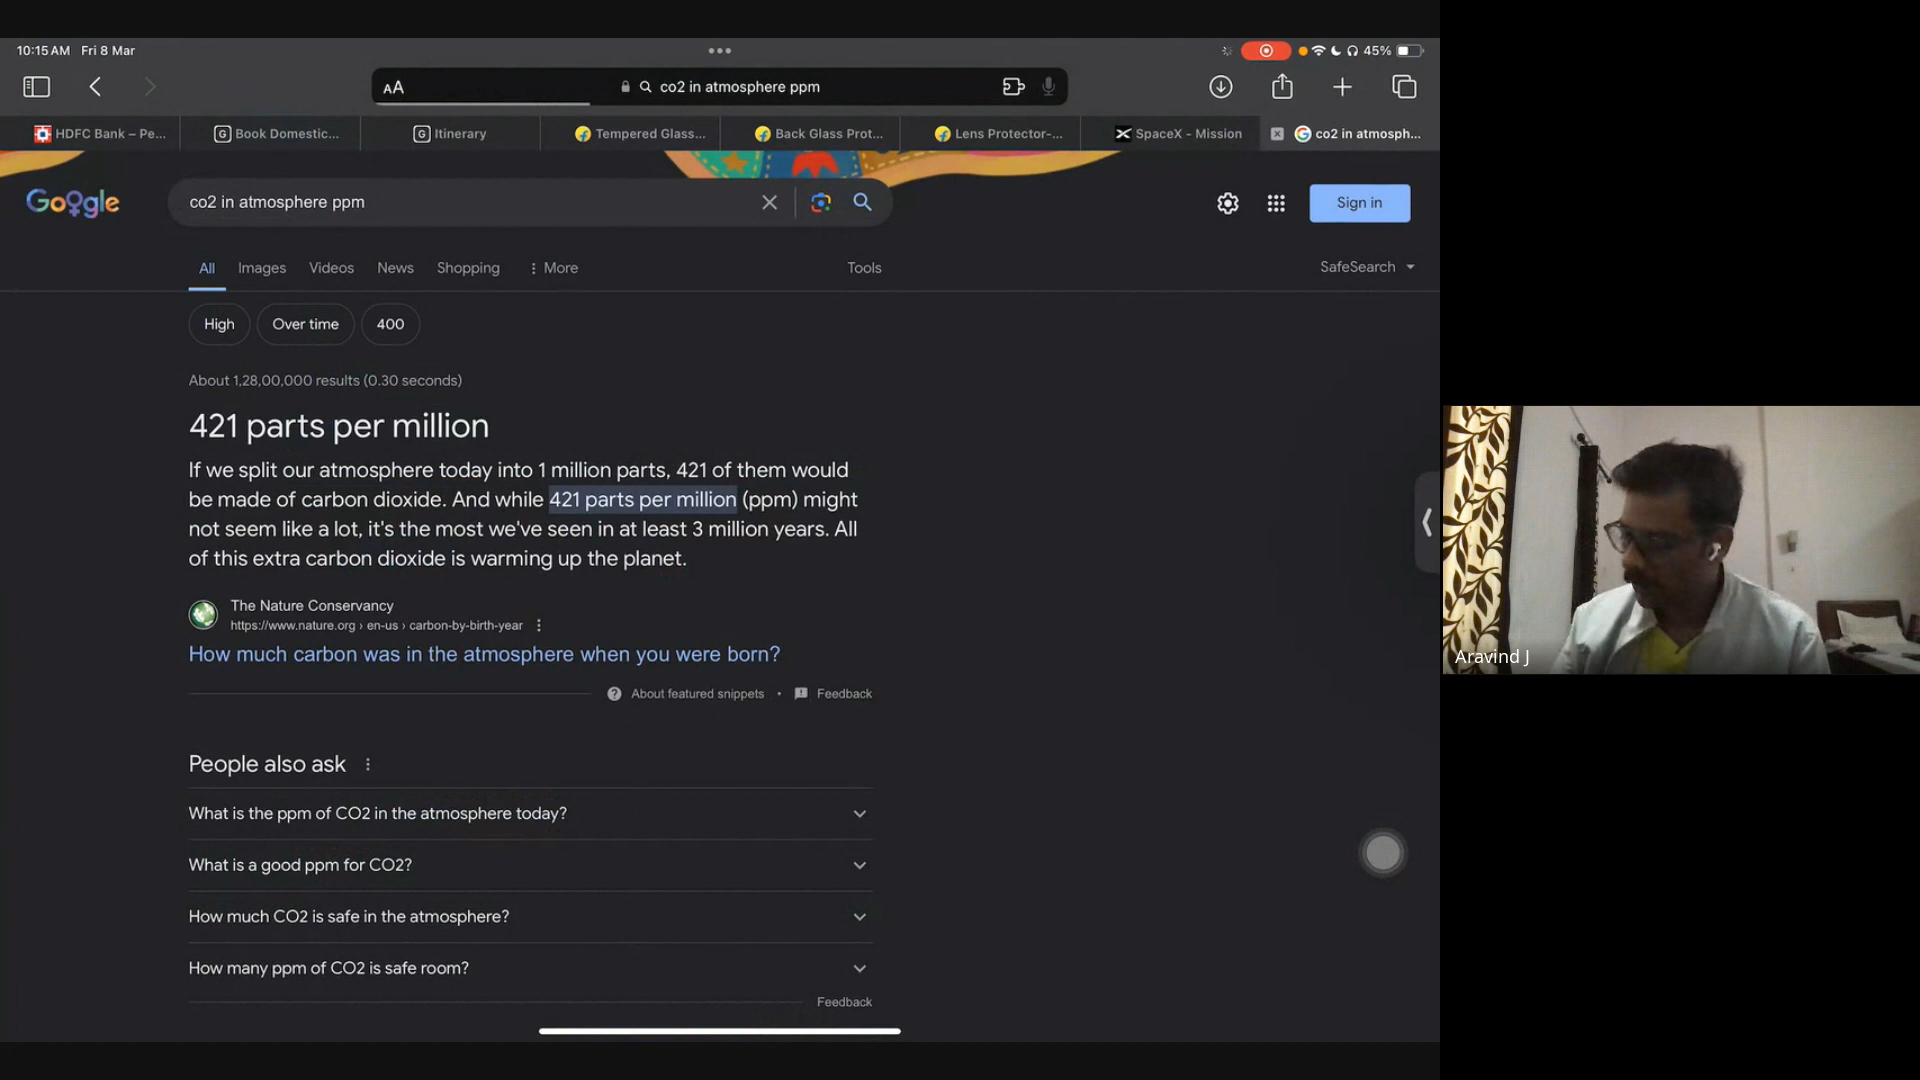 10:15 AM Fri 8 Mar
45%
AA
co2 in atmosphere ppm
HDFC Bank – Pe...
Book Domestic...
Itinerary
Tempered Glass...
Back Glass Prot...
Lens Protector-...
SpaceX - Mission
co2 in atmosph...
Google
co2 in atmosphere ppm
Sign in
All
Images
Videos
News
Shopping
More
Tools
SafeSearch
High
Over time
400
About 1,28,00,000 results (0.30 seconds)
421 parts per million
If we split our atmosphere today into 1 million parts, 421 of them would
be made of carbon dioxide. And while 421 parts per million (ppm) might
not seem like a lot, it's the most we've seen in at least 3 million years. All
of this extra carbon dioxide is warming up the planet.
The Nature Conservancy
https://www.nature.org › en-us › carbon-by-birth-year
How much carbon was in the atmosphere when you were born?
About featured snippets • Feedback
People also ask
What is the ppm of CO2 in the atmosphere today?
What is a good ppm for CO2?
How much CO2 is safe in the atmosphere?
How many ppm of CO2 is safe room?
Feedback
Aravind J